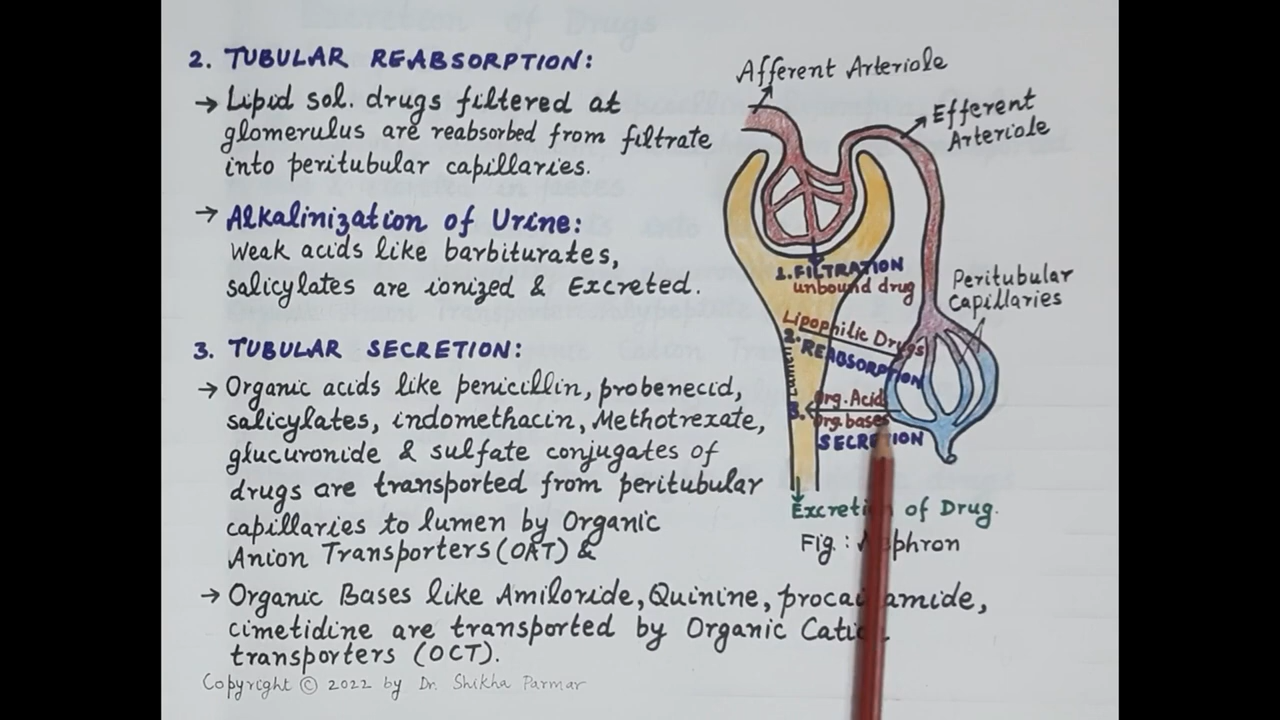 2. TUBULAR REABSORPTION:
→ Lipid sol. drugs filtered at
glomerulus are reabsorbed from filtrate
into peritubular capillaries.
→ Alkalinization of Urine:
Weak acids like barbiturates,
salicylates are ionized & Excreted.
3. TUBULAR SECRETION:
→ Organic acids like penicillin, probenecid,
salicylates, indomethacin, Methotrexate,
glucuronide & sulfate conjugates of
drugs are transported from peritubular
capillaries to lumen by Organic
Anion Transporters (OAT) &
→ Organic Bases like Amiloride, Quinine, procainamide,
cimetidine are transported by Organic Cation
transporters (OCT).
Copyright © 2022 by Dr. Shikha Parmar
Afferent Arteriole
Efferent
Arteriole
1. FILTRATION
unbound drug
Peritubular
capillaries
Lipophilic Drugs
2. REABSORPTION
Lumen
Org. Acids
3.
Org. bases
SECRETION
Excretion of Drug.
Fig: Nephron